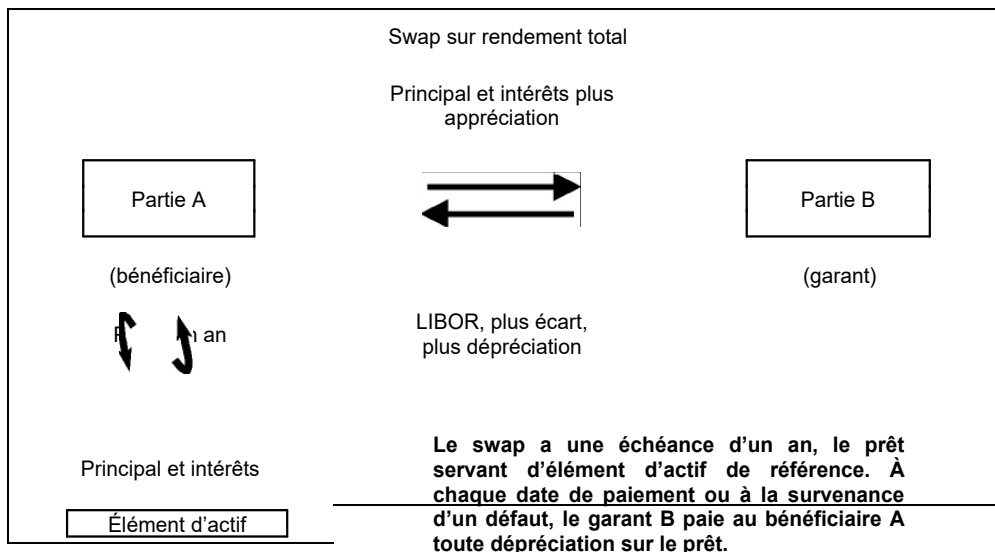 Swap sur rendement total
Principal et intérêts plus
appréciation
Partie A
Partie B
(bénéficiaire)
(garant)
an
LIBOR, plus écart,
plus dépréciation
Principal et intérêts
Élément d'actif
Le swap a une échéance d'un an, le prêt
servant d'élément d'actif de référence. À
chaque date de paiement ou à la survenance
d'un défaut, le garant B paie au bénéficiaire A
toute dépréciation sur le prêt.